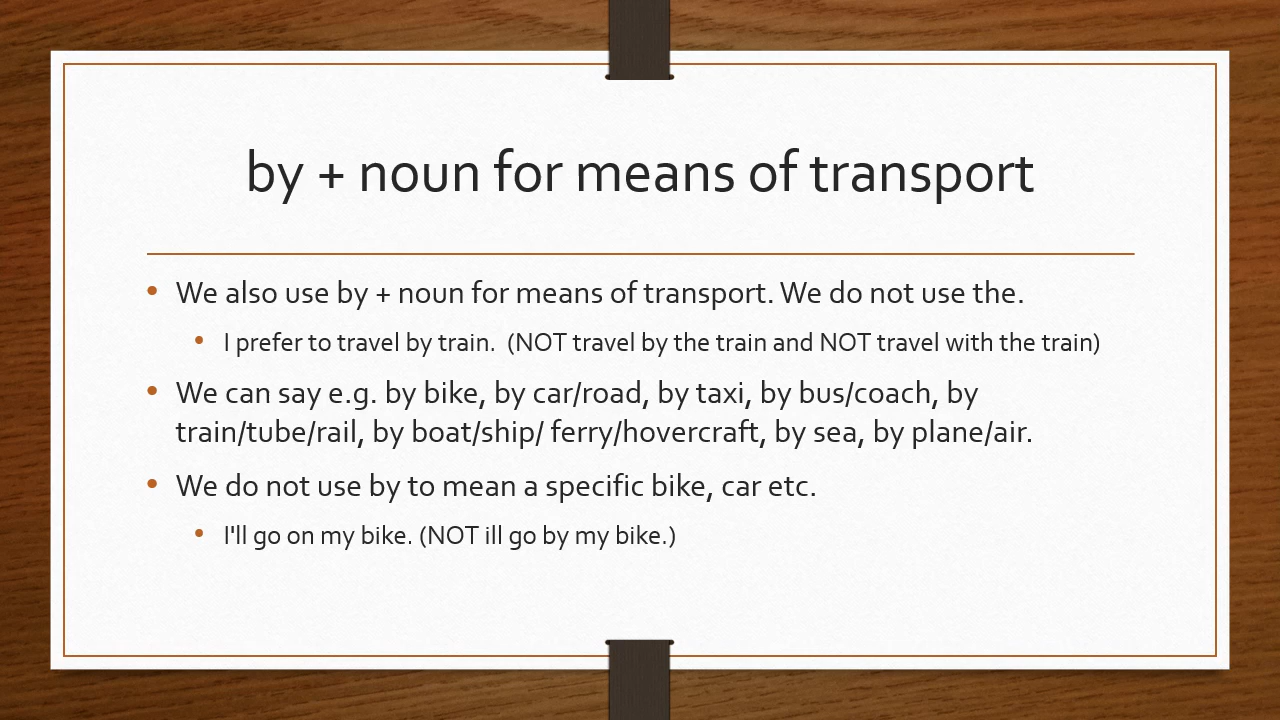 by + noun for means of transport
• We also use by + noun for means of transport. We do not use the.
• I prefer to travel by train.  (NOT travel by the train and NOT travel with the train)
• We can say e.g. by bike, by car/road, by taxi, by bus/coach, by
train/tube/rail, by boat/ship/ ferry/hovercraft, by sea, by plane/air.
• We do not use by to mean a specific bike, car etc.
• I'll go on my bike. (NOT ill go by my bike.)